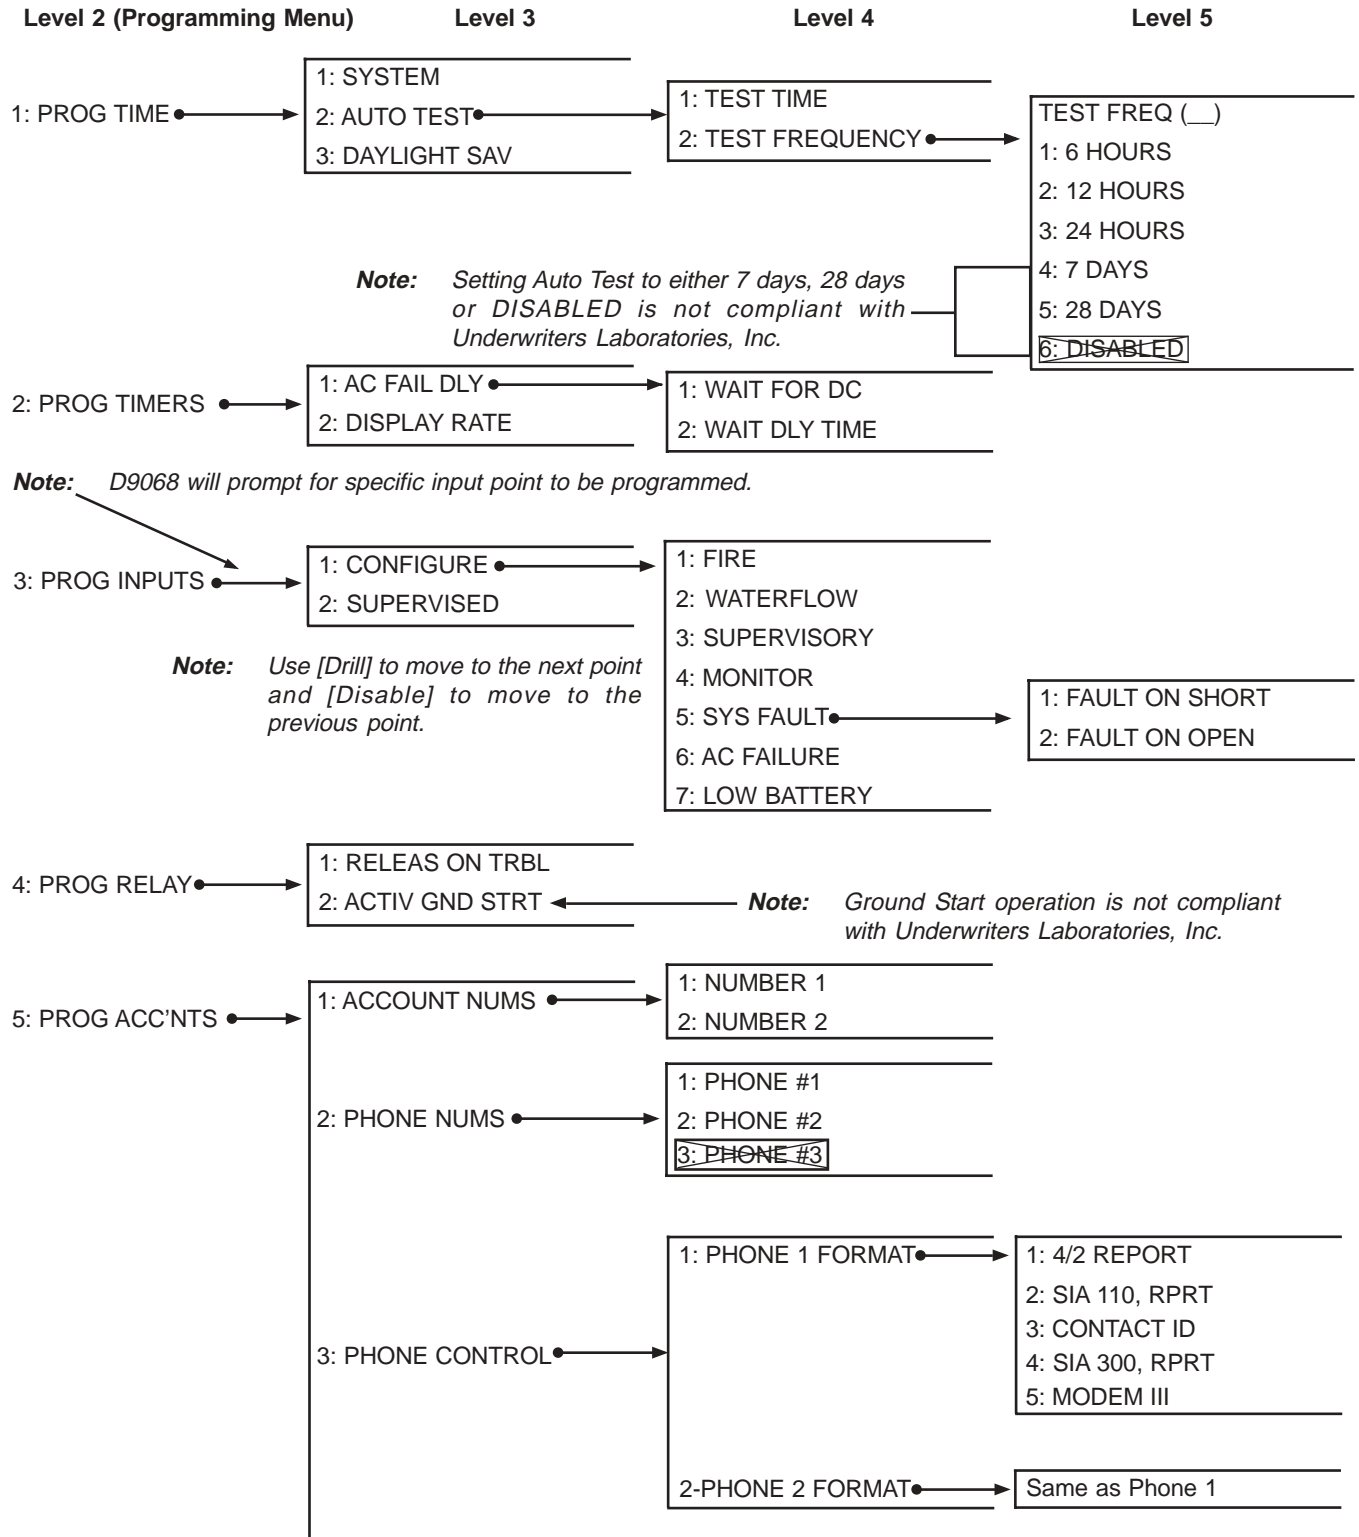 Level 2 (Programming Menu) Level 3 Level 4 Level 5
1: PROG TIME
1: SYSTEM
2: AUTO TEST
3: DAYLIGHT SAV
1: TEST TIME
2: TEST FREQUENCY
TEST FREQ (__)
1: 6 HOURS
2: 12 HOURS
3: 24 HOURS
4: 7 DAYS
5: 28 DAYS
6: DISABLED
Note: Setting Auto Test to either 7 days, 28 days
or DISABLED is not compliant with
Underwriters Laboratories, Inc.
2: PROG TIMERS
1: AC FAIL DLY
2: DISPLAY RATE
1: WAIT FOR DC
2: WAIT DLY TIME
Note: D9068 will prompt for specific input point to be programmed.
3: PROG INPUTS
1: CONFIGURE
2: SUPERVISED
1: FIRE
2: WATERFLOW
3: SUPERVISORY
4: MONITOR
5: SYS FAULT
6: AC FAILURE
7: LOW BATTERY
1: FAULT ON SHORT
2: FAULT ON OPEN
Note: Use [Drill] to move to the next point
and [Disable] to move to the
previous point.
4: PROG RELAY
1: RELEAS ON TRBL
2: ACTIV GND STRT
Note: Ground Start operation is not compliant
with Underwriters Laboratories, Inc.
5: PROG ACC'NTS
1: ACCOUNT NUMS
1: NUMBER 1
2: NUMBER 2
2: PHONE NUMS
1: PHONE #1
2: PHONE #2
3: PHONE #3
3: PHONE CONTROL
1: PHONE 1 FORMAT
1: 4/2 REPORT
2: SIA 110, RPRT
3: CONTACT ID
4: SIA 300, RPRT
5: MODEM III
2-PHONE 2 FORMAT
Same as Phone 1